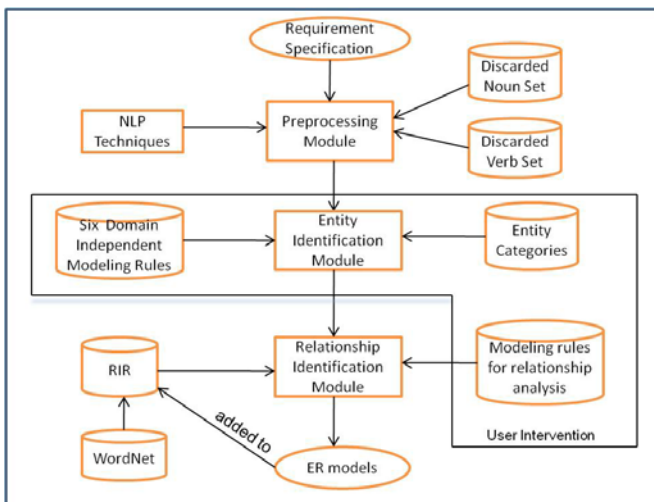 Requirement
Specification
Discarded
Noun Set
NLP
Techniques
Preprocessing
Module
Discarded
Verb Set
Six Domain
Independent
Modeling Rules
Entity
Identification
Module
Entity
Categories
RIR
Relationship
Identification
Module
Modeling rules
for relationship
analysis
added to
User Intervention
WordNet
ER models